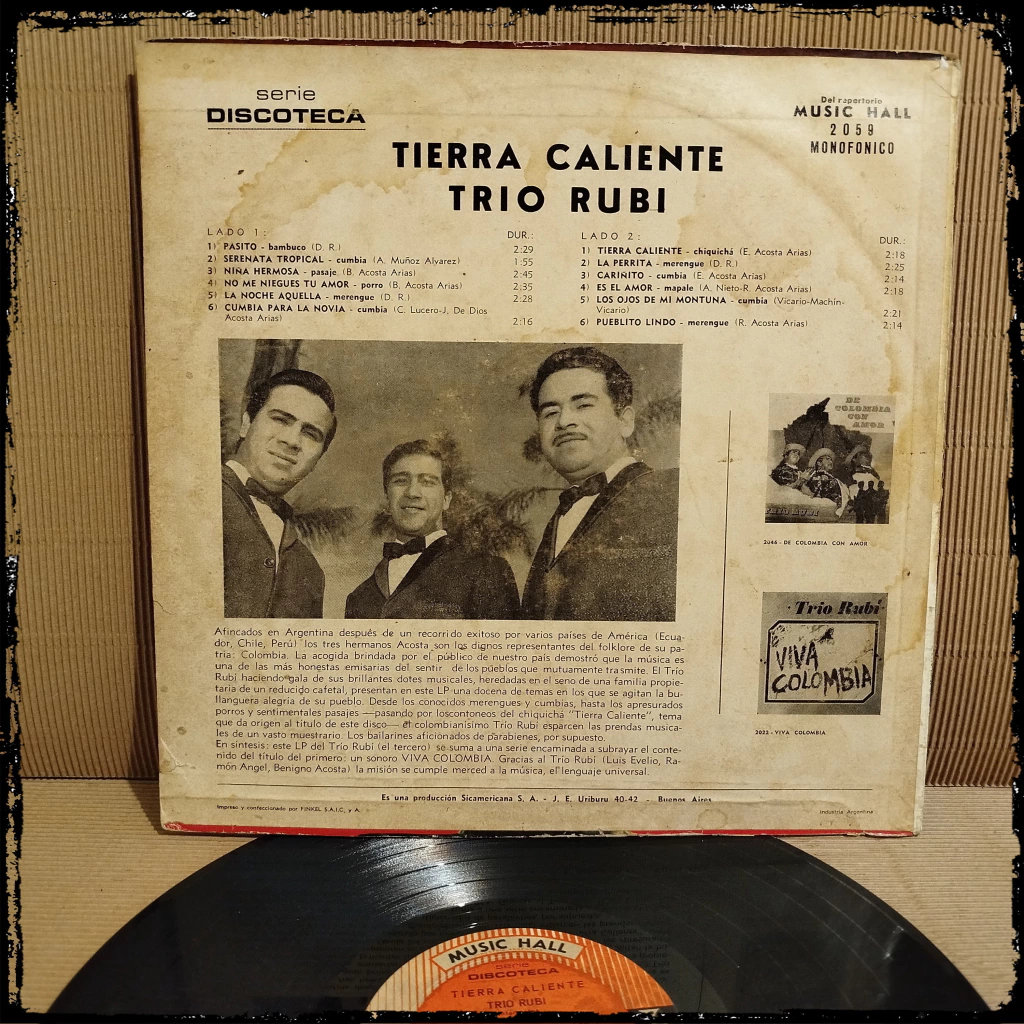 serie
DISCOTECA
Del repertorio
MUSIC HALL
2059
MONOFONICO
TIERRA CALIENTE
TRIO RUBI
LADO 1:
DUR.:
1) PASITO - bambuco (D. R.) 2:29
2) SERENATA TROPICAL - cumbia (A. Muñoz Alvarez) 1:55
3) NIÑA HERMOSA - pasaje (B. Acosta Arias) 2:45
4) NO ME NIEGUES TU AMOR - porro (B. Acosta Arias) 2:35
5) LA NOCHE AQUELLA - merengue (D. R.) 2:28
6) CUMBIA PARA LA NOVIA - cumbia (C. Lucero-J. De Dios
Acosta Arias) 2:16
LADO 2:
DUR.:
1) TIERRA CALIENTE - chiquichá (E. Acosta Arias) 2:18
2) LA PERRITA - merengue (D. R.) 2:25
3) CARIÑITO - cumbia (E. Acosta Arias) 2:14
4) ES EL AMOR - mapale (A. Nieto-R. Acosta Arias) 2:18
5) LOS OJOS DE MI MONTUNA - cumbia (Vicario-Machín-
Vicario) 2:21
6) PUEBLITO LINDO - merengue (R. Acosta Arias) 2:14
DE
COLOMBIA
CON
AMOR
TRIO RUBI
2046 - DE COLOMBIA CON AMOR
Trio Rubí
VIVA
COLOMBIA
2022 - VIVA COLOMBIA
Afincados en Argentina después de un recorrido exitoso por varios países de América (Ecua-
dor, Chile, Perú) los tres hermanos Acosta son los dignos representantes del folklore de su pa-
tria: Colombia. La acogida brindada por el público de nuestro país demostró que la música es
una de las más honestas emisarias del sentir de los pueblos que mutuamente trasmite. El Trío
Rubí haciendo gala de sus brillantes dotes musicales, heredadas en el seno de una familia propie-
taria de un reducido cafetal, presentan en este LP una docena de temas en los que se agitan la bu-
llanguera alegría de su pueblo. Desde los conocidos merengues y cumbias, hasta los apresurados
porros y sentimentales pasajes —pasando por loscontoneos del chiquichá "Tierra Caliente", tema
que da origen al título de este disco— el colombianísimo Trío Rubí esparcen las prendas musica-
les de un vasto muestrario. Los bailarines aficionados de parabienes, por supuesto.
En síntesis: este LP del Trío Rubí (el tercero) se suma a una serie encaminada a subrayar el conte-
nido del título del primero: un sonoro VIVA COLOMBIA. Gracias al Trío Rubí (Luis Evelio, Ra-
món Angel, Benigno Acosta) la misión se cumple merced a la música, el lenguaje universal.
Es una producción Sicamericana S. A. - J. E. Uriburu 40-42 - Buenos Aires
Impreso y confeccionado por FINKEL S.A.I.C. y A.
Industria Argentina
MUSIC HALL
serie
DISCOTECA
TIERRA CALIENTE
TRIO RUBI